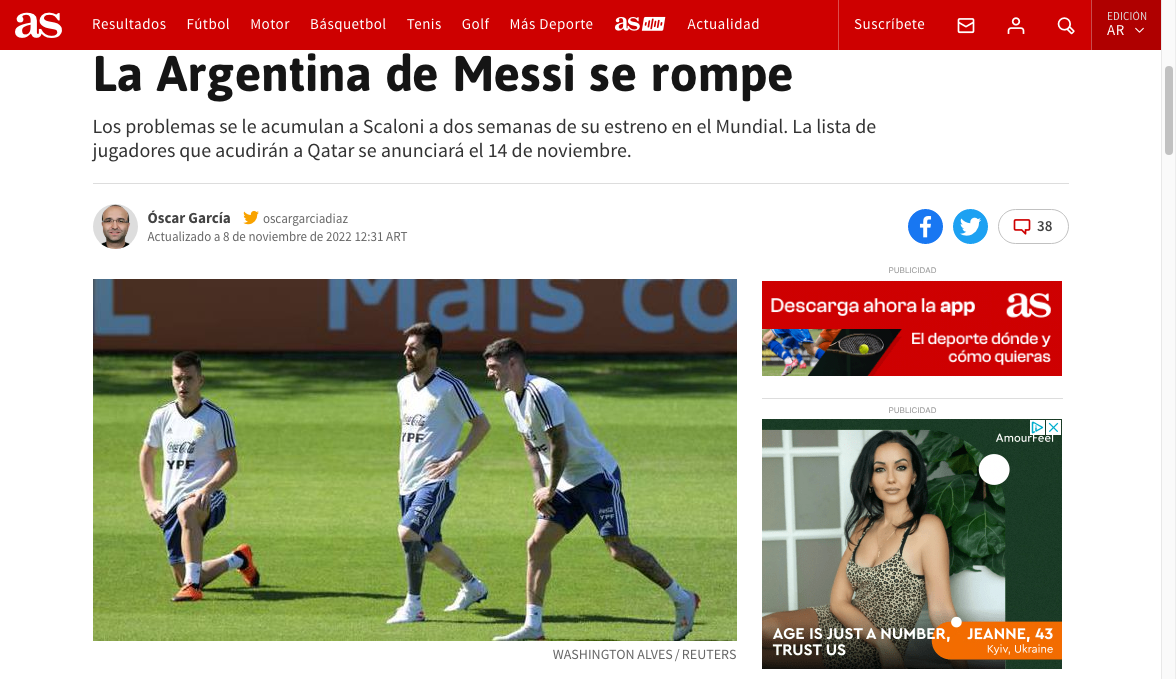 as
Resultados Fútbol Motor Básquetbol Tenis Golf Más Deporte as Actualidad Suscríbete
EDICIÓN
AR
La Argentina de Messi se rompe
Los problemas se le acumulan a Scaloni a dos semanas de su estreno en el Mundial. La lista de
jugadores que acudirán a Qatar se anunciará el 14 de noviembre.
Óscar García oscargarciadiaz
Actualizado a 8 de noviembre de 2022 12:31 ART
38
Mais co
Coca-Cola
YPF
Coca-Cola
YPF
YPF
WASHINGTON ALVES / REUTERS
PUBLICIDAD
Descarga ahora la app
as
El deporte dónde y
cómo quieras
PUBLICIDAD
AmourFeel
AGE IS JUST A NUMBER,
TRUST US
JEANNE, 43
Kyiv, Ukraine